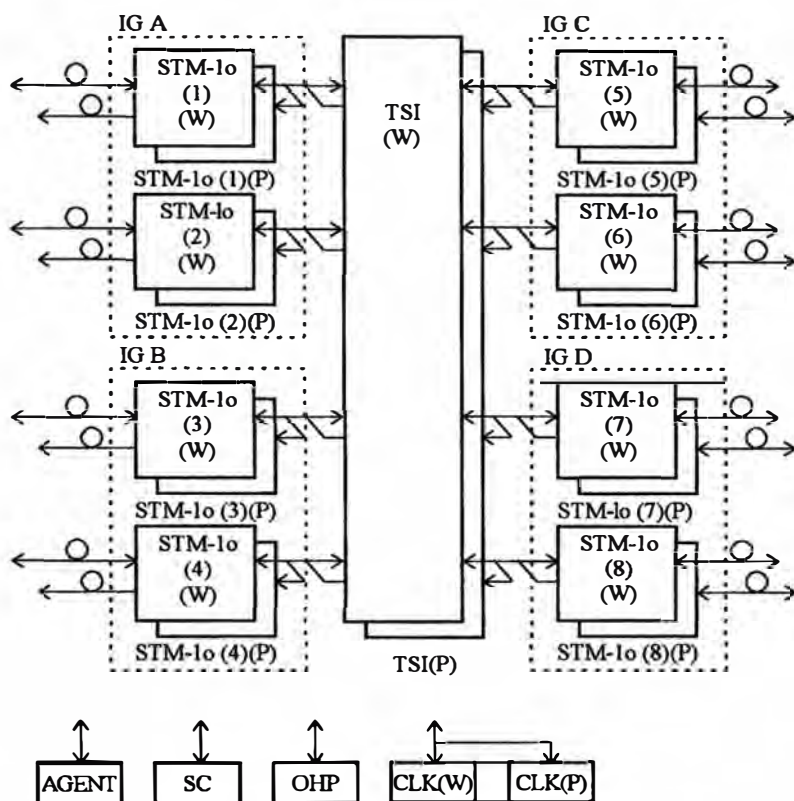 IG A
STM-1o
(1)
(W)
STM-1o (1)(P)
STM-lo
(2)
(W)
STM-1o (2)(P)
IG B
STM-1o
(3)
(W)
STM-1o (3)(P)
STM-1o
(4)
(W)
STM-1o (4)(P)
TSI
(W)
TSI(P)
IG C
STM-1o
(5)
(W)
STM-1o (5)(P)
STM-1o
(6)
(W)
STM-1o (6)(P)
IG D
STM-1o
(7)
(W)
STM-lo (7)(P)
STM-1o
(8)
(W)
STM-1o (8)(P)
AGENT
SC
OHP
CLK(W)
CLK(P)